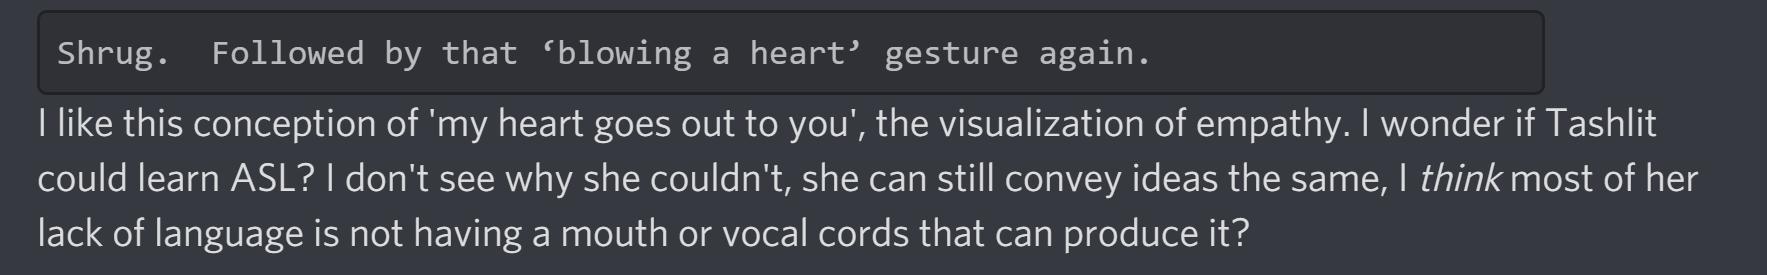 Shrug.  Followed by that ‘blowing a heart’ gesture again.
I like this conception of 'my heart goes out to you', the visualization of empathy. I wonder if Tashlit
could learn ASL? I don't see why she couldn't, she can still convey ideas the same, I think most of her
lack of language is not having a mouth or vocal cords that can produce it?